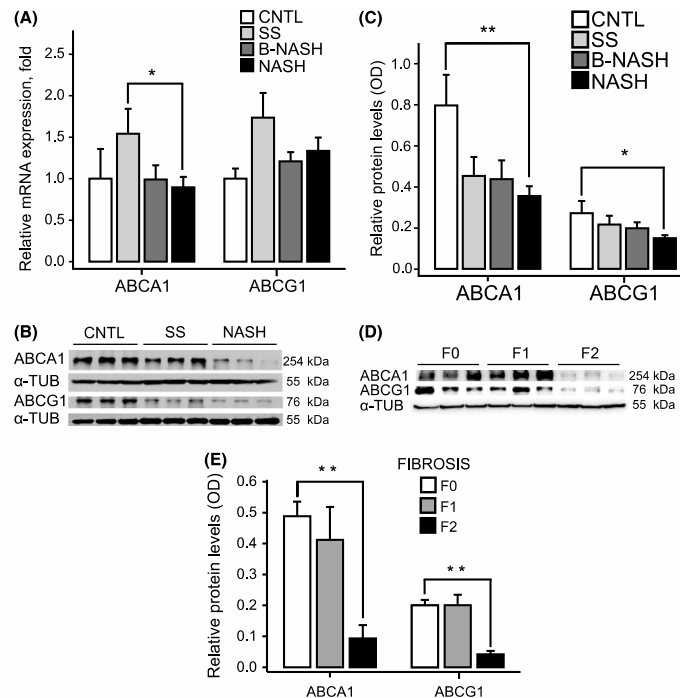 (A)
CNTL
SS
B-NASH
NASH
Relative mRNA expression, fold
2.5
2.0
1.5
1.0
0.5
0.0
*
ABCA1
ABCG1
(C)
CNTL
SS
B-NASH
NASH
Relative protein levels (OD)
0.8
0.6
0.4
0.2
0.0
**
*
ABCA1
ABCG1
(B)
CNTL
SS
NASH
ABCA1
254 kDa
α-TUB
55 kDa
ABCG1
76 kDa
α-TUB
55 kDa
(D)
F0
F1
F2
ABCA1
254 kDa
ABCG1
76 kDa
α-TUB
55 kDa
(E)
FIBROSIS
F0
F1
F2
Relative protein levels (OD)
0.6
0.5
0.4
0.3
0.2
0.1
0.0
* *
* *
ABCA1
ABCG1